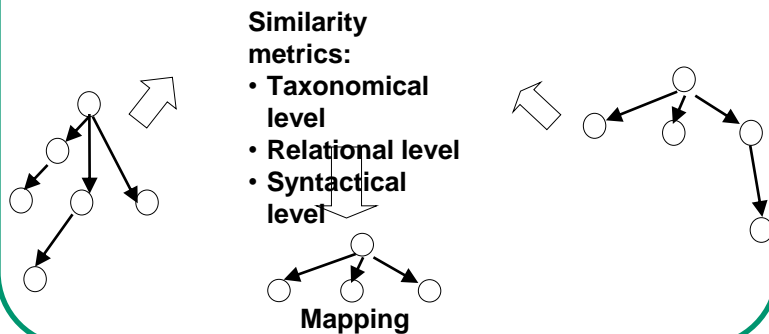 Similarity
metrics:
• Taxonomical
level
• Relational level
• Syntactical
level
Mapping